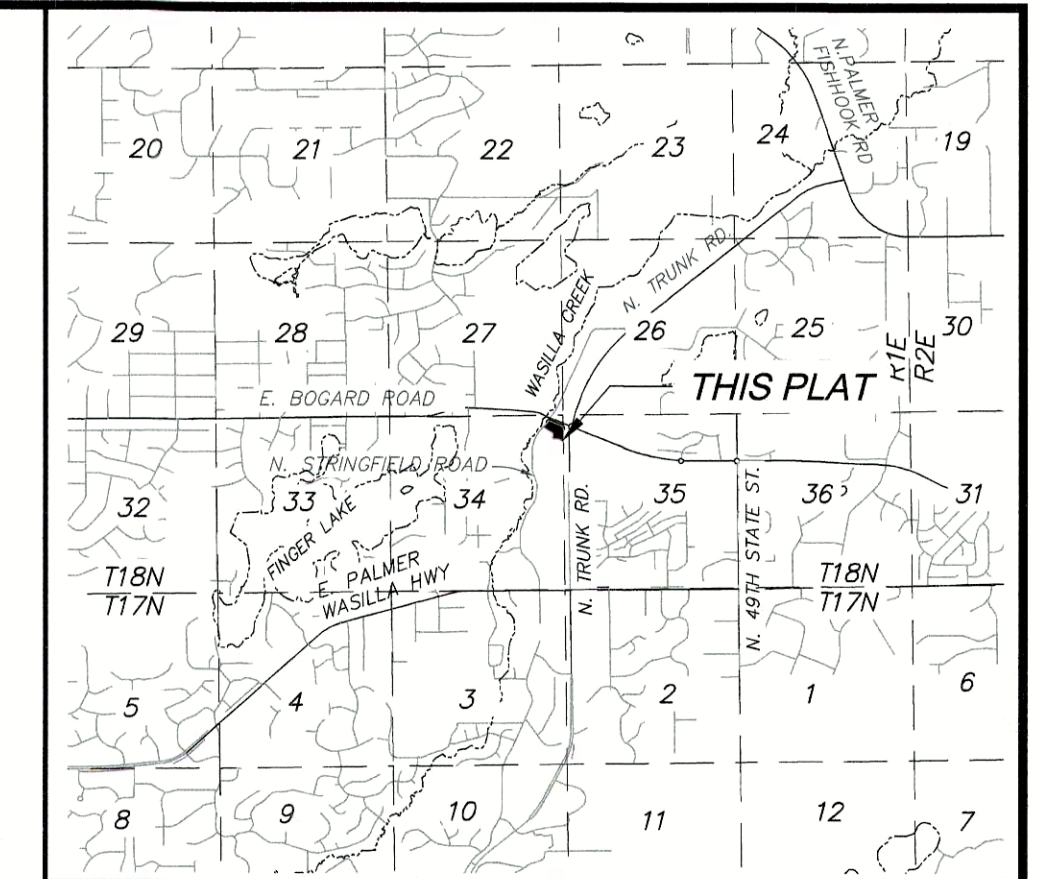 N. PALMER
FISHHOOK RD
20
21
22
23
24
19
N. TRUNK RD.
WASILLA CREEK
29
28
27
26
25
30
R1E
R2E
THIS PLAT
E. BOGARD ROAD
N. STRINGFIELD ROAD
32
33
34
35
36
31
FINGER LAKE
E. PALMER
WASILLA HWY
N. TRUNK RD.
N. 49TH STATE ST.
T18N
T17N
T18N
T17N
5
4
3
2
1
6
8
9
10
11
12
7